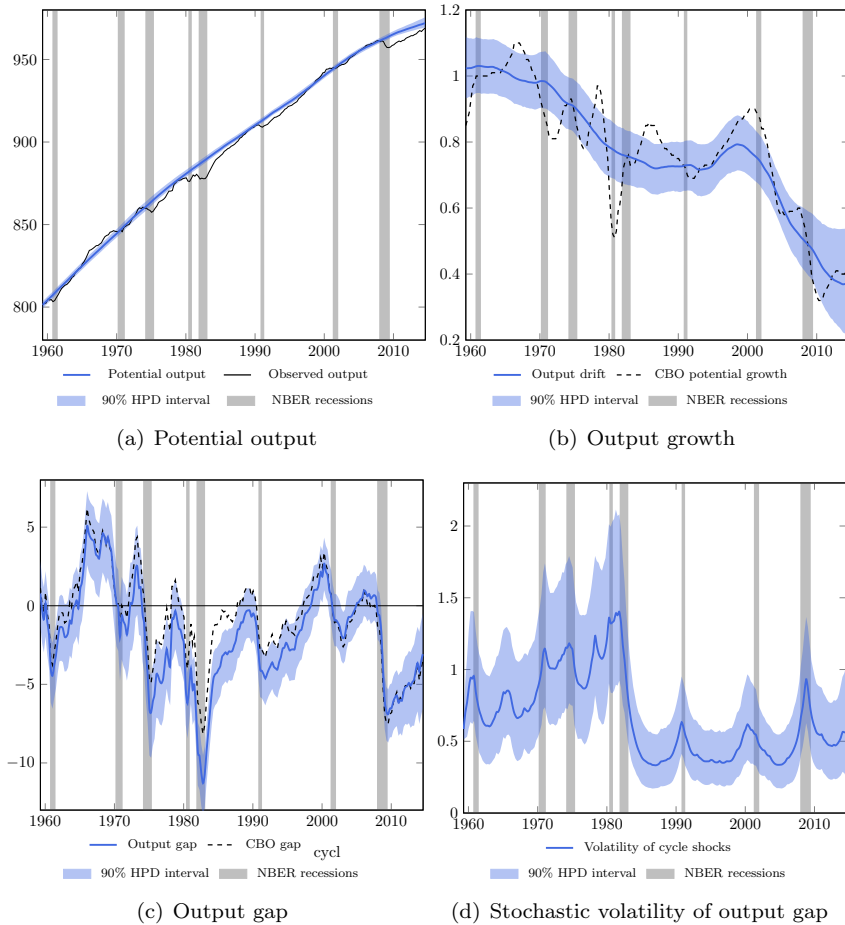 950
900
850
800
1960 1970 1980 1990 2000 2010
Potential output Observed output
90% HPD interval NBER recessions
(a) Potential output
1.2
1
0.8
0.6
0.4
0.2
1960 1970 1980 1990 2000 2010
Output drift CBO potential growth
90% HPD interval NBER recessions
(b) Output growth
5
0
−5
−10
1960 1970 1980 1990 2000 2010
Output gap CBO gap cycl
90% HPD interval NBER recessions
(c) Output gap
2
1.5
1
0.5
0
1960 1970 1980 1990 2000 2010
Volatility of cycle shocks
90% HPD interval NBER recessions
(d) Stochastic volatility of output gap